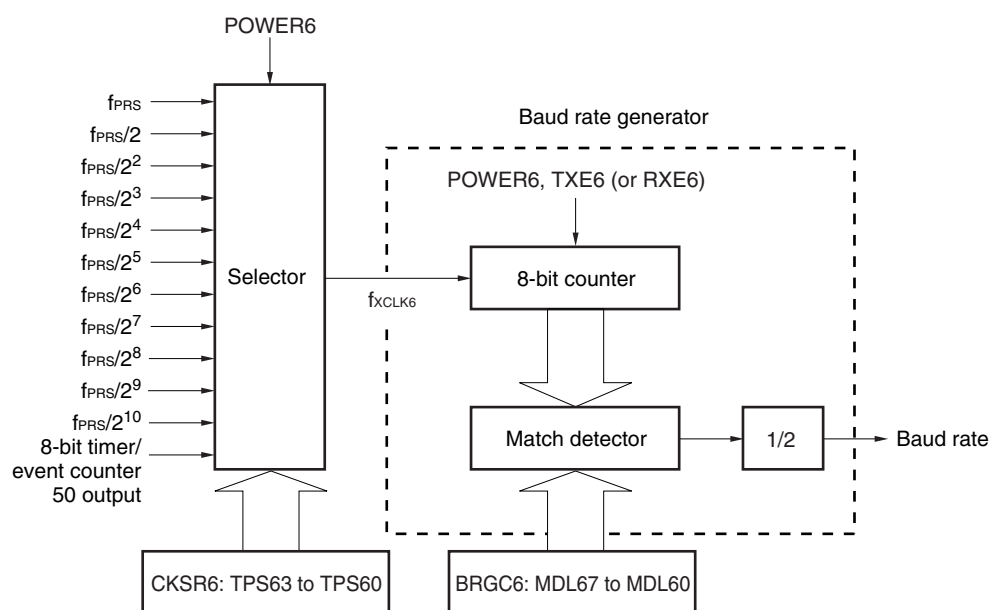 POWER6
fPRS
fPRS/2
fPRS/2²
fPRS/2³
fPRS/2⁴
fPRS/2⁵
fPRS/2⁶
fPRS/2⁷
fPRS/2⁸
fPRS/2⁹
fPRS/2¹⁰
8-bit timer/
event counter
50 output
Selector
fXCLK6
Baud rate generator
POWER6, TXE6 (or RXE6)
8-bit counter
Match detector
1/2
Baud rate
CKSR6: TPS63 to TPS60
BRGC6: MDL67 to MDL60